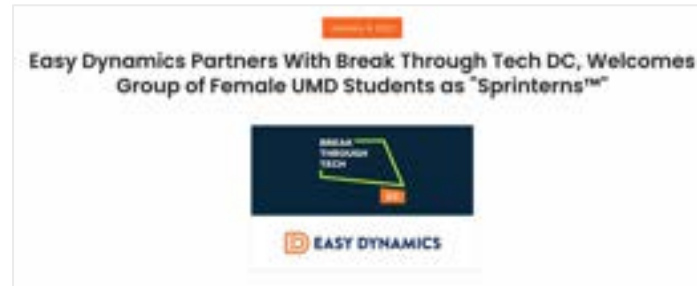 Easy Dynamics Partners With Break Through Tech DC, Welcomes
Group of Female UMD Students as "Sprinterns™"
BREAK
THROUGH
TECH
DC
EASY DYNAMICS